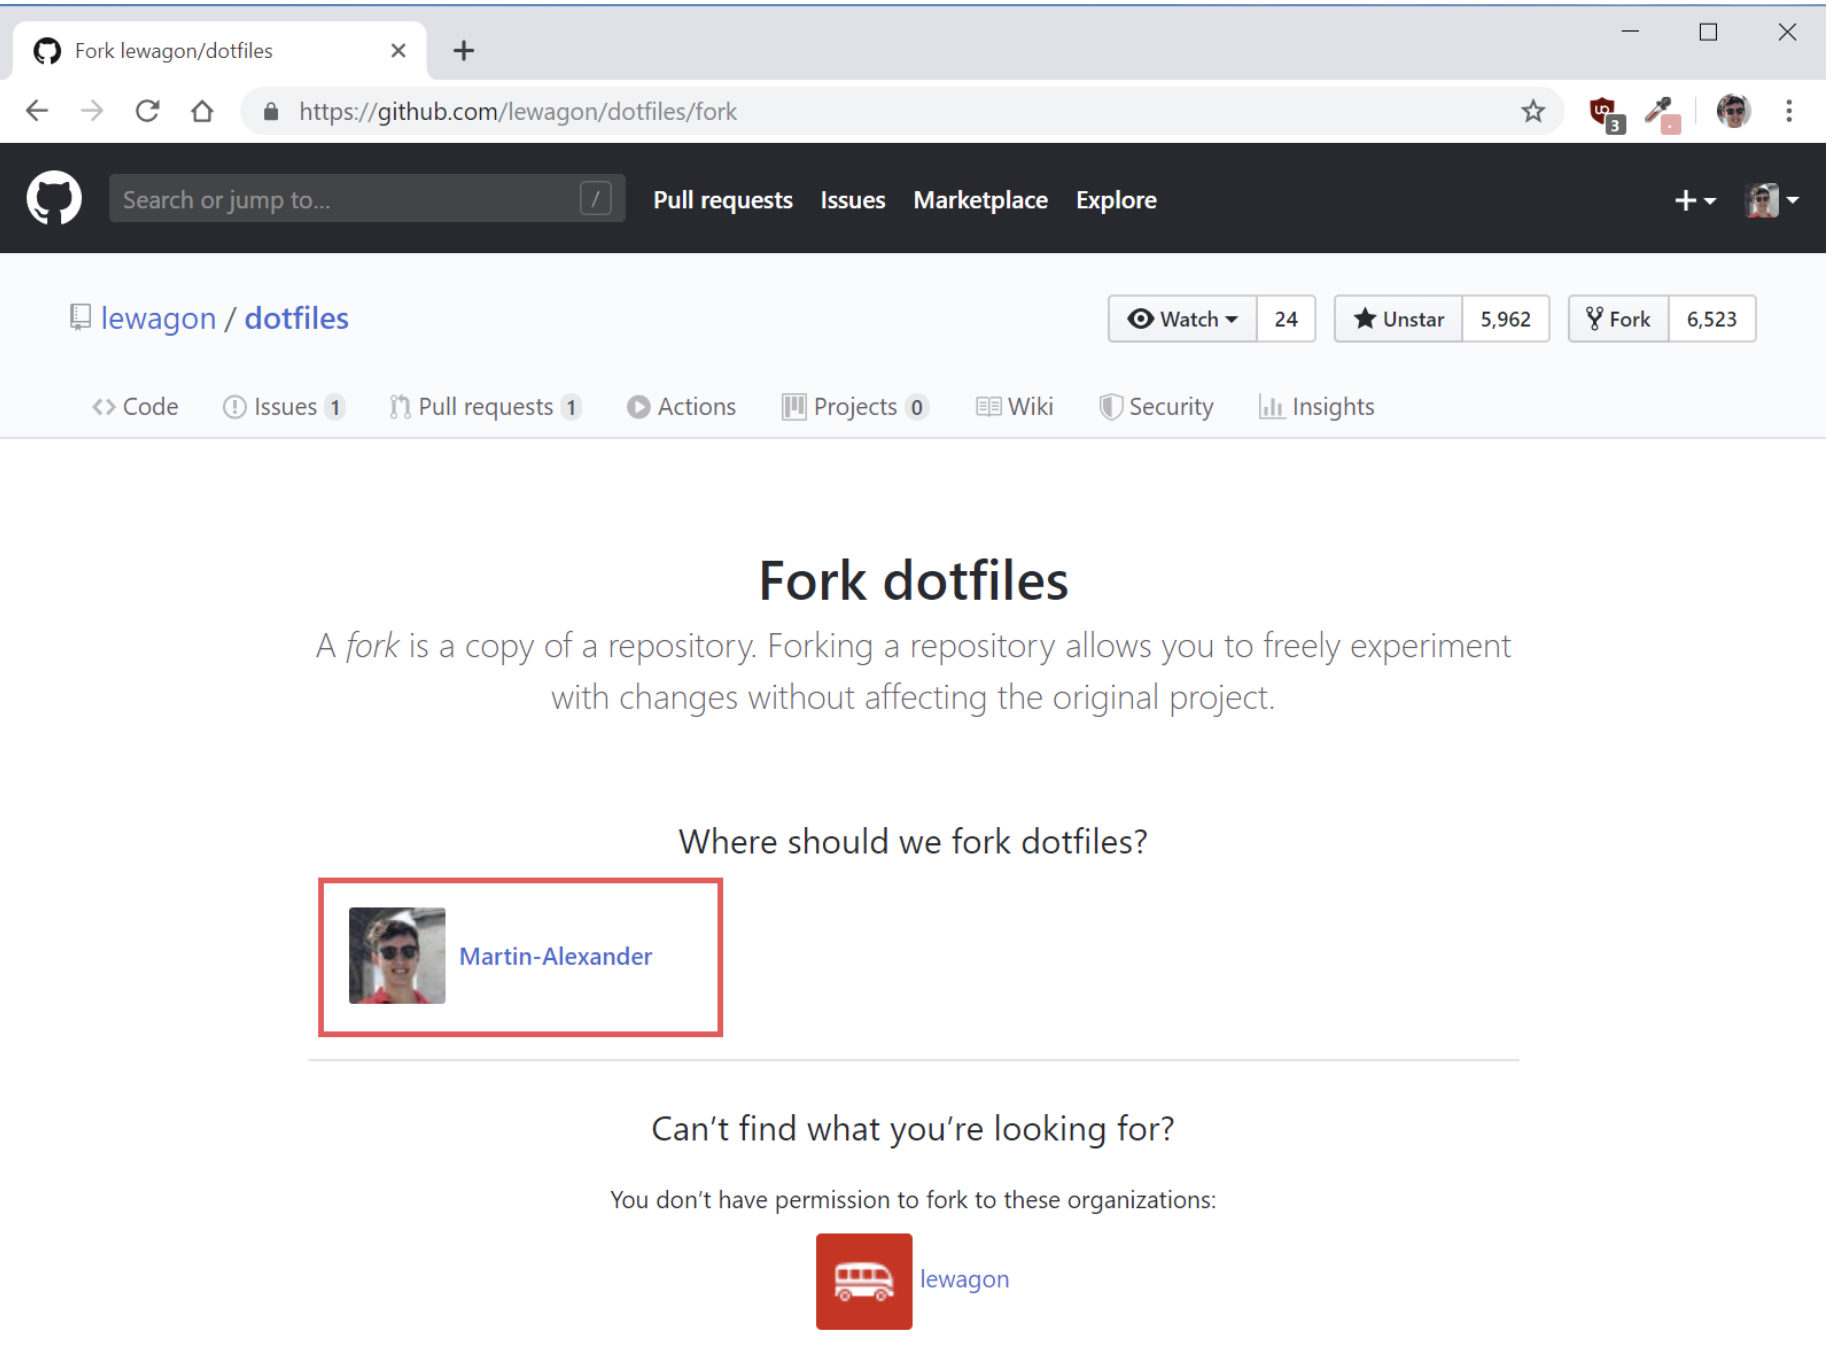 Fork lewagon/dotfiles
https://github.com/lewagon/dotfiles/fork
3
Search or jump to... /
Pull requests Issues Marketplace Explore
lewagon / dotfiles
Watch 24
Unstar 5,962
Fork 6,523
Code
Issues 1
Pull requests 1
Actions
Projects 0
Wiki
Security
Insights
Fork dotfiles
A fork is a copy of a repository. Forking a repository allows you to freely experiment
with changes without affecting the original project.
Where should we fork dotfiles?
Martin-Alexander
Can’t find what you’re looking for?
You don’t have permission to fork to these organizations:
lewagon